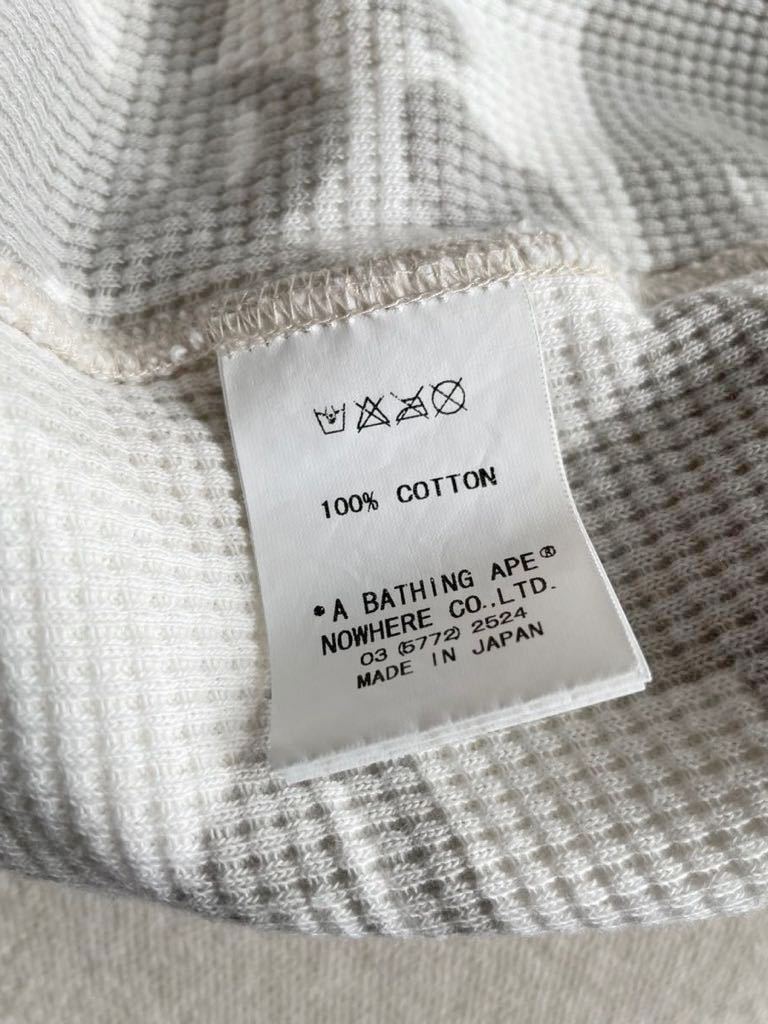 100% COTTON
•A BATHiNG APE®
NOWHERE CO.,LTD.
03 (5772) 2524
MADE IN JAPAN